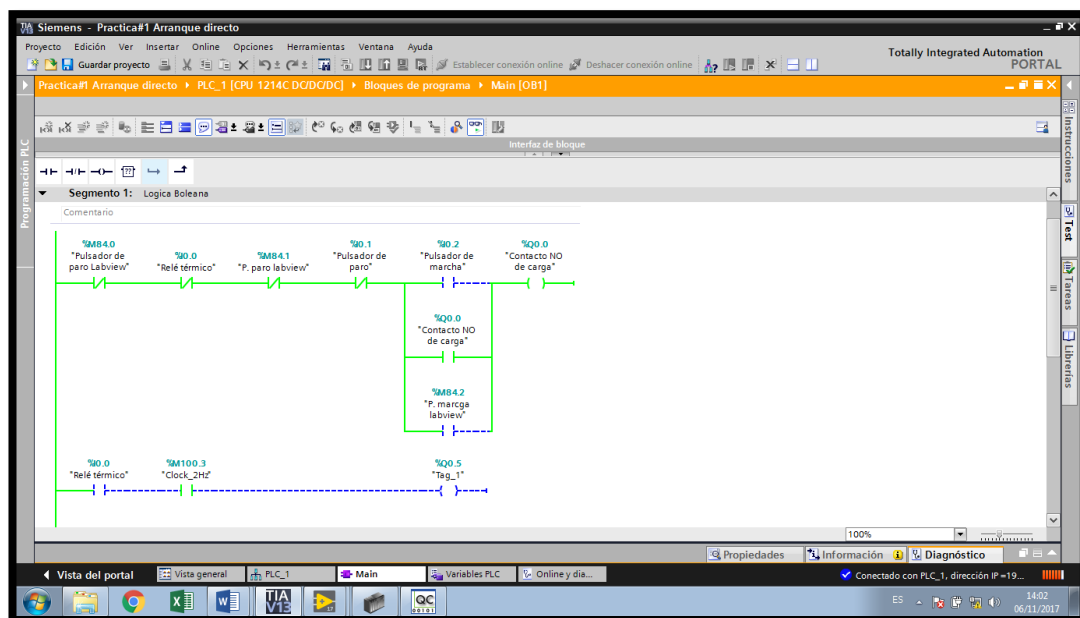 Siemens - Practica#1 Arranque directo
Proyecto Edición Ver Insertar Online Opciones Herramientas Ventana Ayuda
Totally Integrated Automation
PORTAL
Guardar proyecto
Establecer conexión online
Deshacer conexión online
Practica#1 Arranque directo ▸ PLC_1 [CPU 1214C DC/DC/DC] ▸ Bloques de programa ▸ Main [OB1]
Programación PLC
Interfaz de bloque
Segmento 1: Logica Boleana
Comentario
%M84.0
"Pulsador de
paro Labview"
%I0.0
"Relé térmico"
%M84.1
"P. paro labview"
%I0.1
"Pulsador de
paro"
%I0.2
"Pulsador de
marcha"
%Q0.0
"Contacto NO
de carga"
%Q0.0
"Contacto NO
de carga"
%M84.2
"P. marcga
labview"
%I0.0
"Relé térmico"
%M100.3
"Clock_2Hz"
%Q0.5
"Tag_1"
Instrucciones
Test
Tareas
Librerías
100%
Propiedades
Información
Diagnóstico
Vista del portal
Vista general
PLC_1
Main
Variables PLC
Online y dia...
Conectado con PLC_1, dirección IP =19...
TIA
V13
17
QC
00101
ES
14:02
06/11/2017